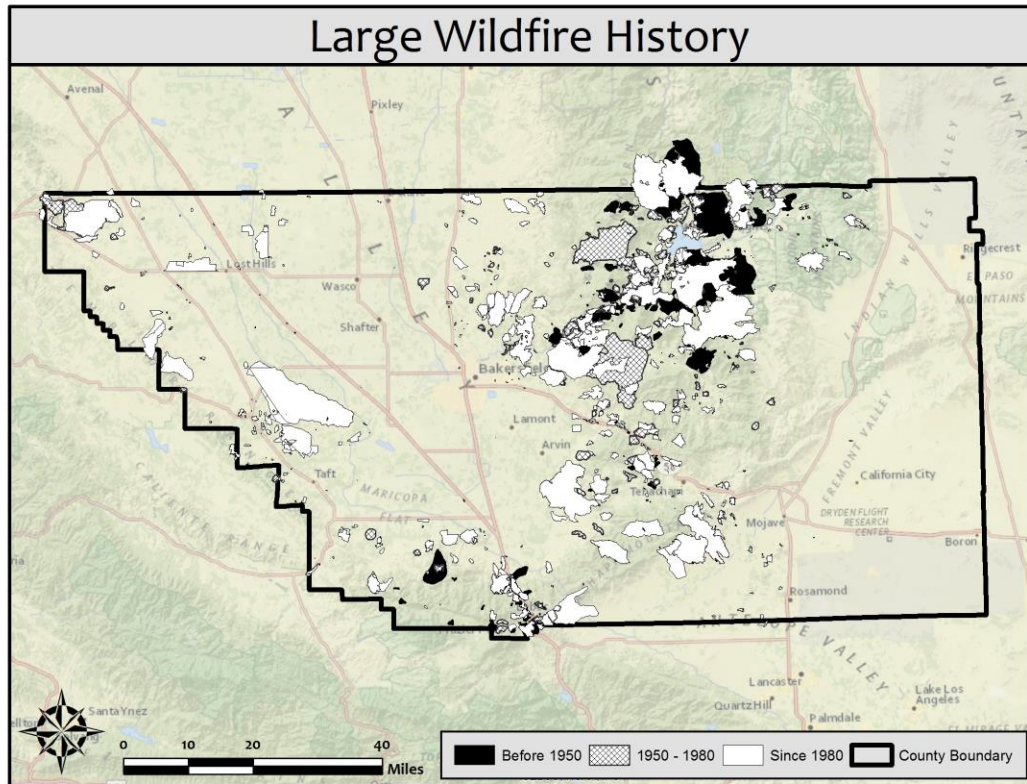 Large Wildfire History
Avenal
Pixley
VALLEY
Lost Hills
Wasco
Shafter
Bakersfield
Lamont
Arvin
Taft
MARICOPA
FLAT
Tehachapi
Mojave
California City
DRYDEN FLIGHT
RESEARCH
CENTER
Boron
Rosamond
Ridgecrest
EL PASO
MOUNTAINS
INDIAN WELLS VALLEY
FREMONT VALLEY
ANTELOPE VALLEY
CALIENTE RANGE
Lancaster
Quartz Hill
Palmdale
Lake Los
Angeles
Santa Ynez
0 10 20 40
Miles
Before 1950 1950 - 1980 Since 1980 County Boundary